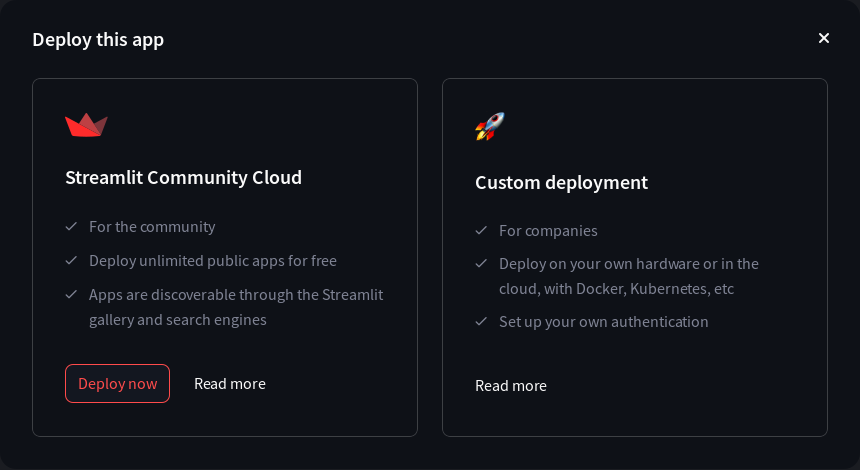 Deploy this app
Streamlit Community Cloud
For the community
Deploy unlimited public apps for free
Apps are discoverable through the Streamlit
gallery and search engines
Deploy now
Read more
Custom deployment
For companies
Deploy on your own hardware or in the
cloud, with Docker, Kubernetes, etc
Set up your own authentication
Read more